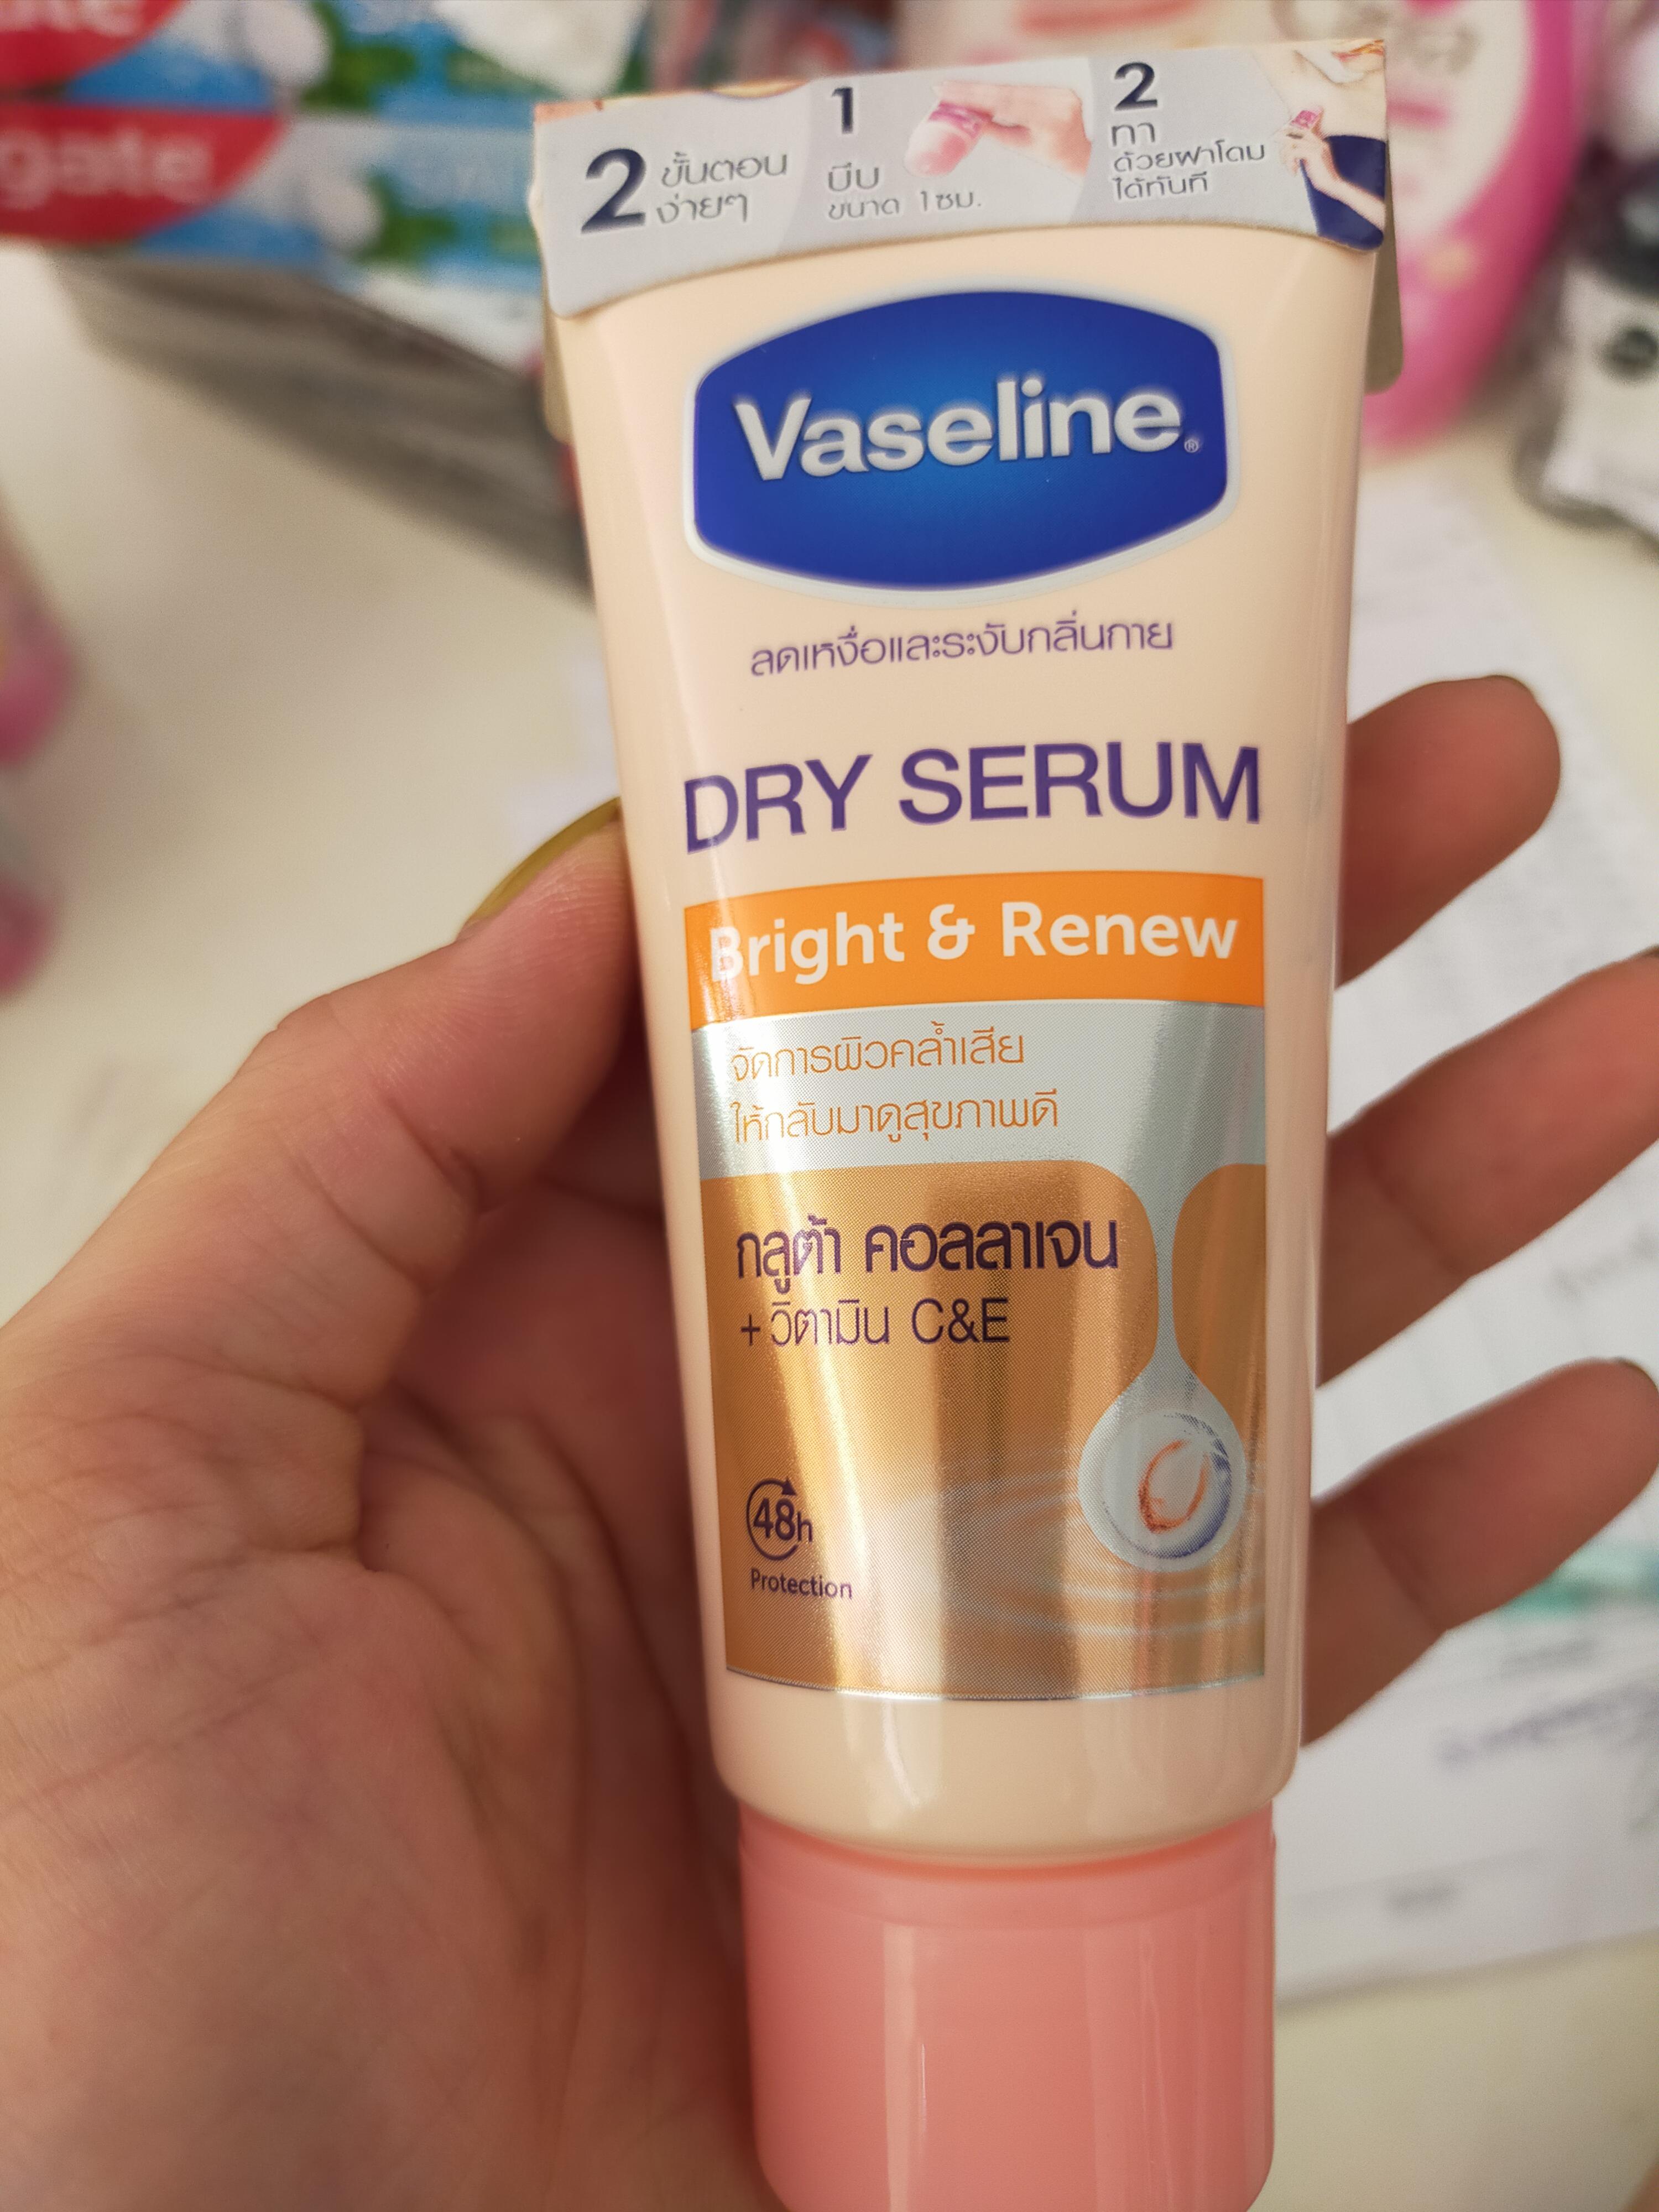 gate
2 ขั้นตอน
ง่ายๆ
1
บีบ
ขนาด 1 ซม.
2
ทา
ด้วยฝาโดม
ได้ทันที
Vaseline®
ลดเหงื่อและระงับกลิ่นกาย
DRY SERUM
Bright & Renew
จัดการผิวคล้ำเสีย
ให้กลับมาดูสุขภาพดี
กลูต้า คอลลาเจน
+ วิตามิน C&E
48h
Protection